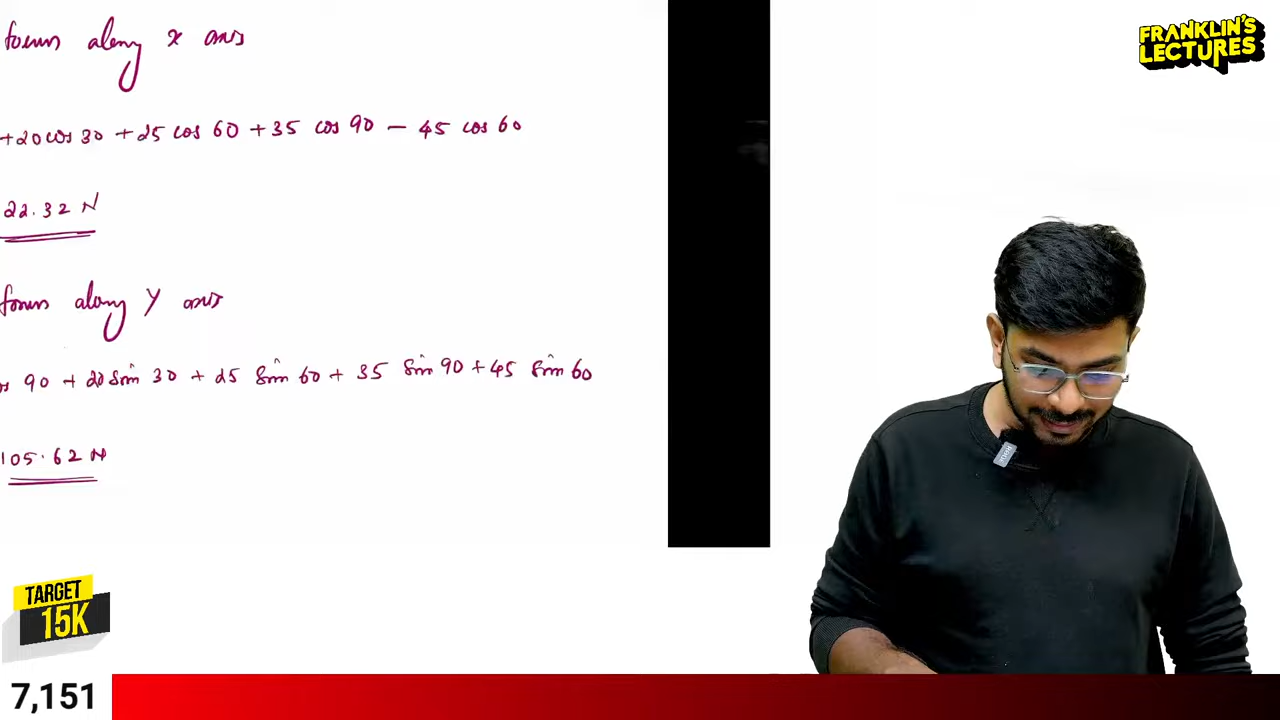 forces along x axis
FRANKLIN'S
LECTURES
+20 cos 30 + 25 cos 60 + 35 cos 90 - 45 cos 60
22.32 N
forces along Y axis
90 + 20 Sin 30 + 25 Sin 60 + 35 Sin 90 + 45 Sin 60
105.62 N
TARGET
15K
7,151